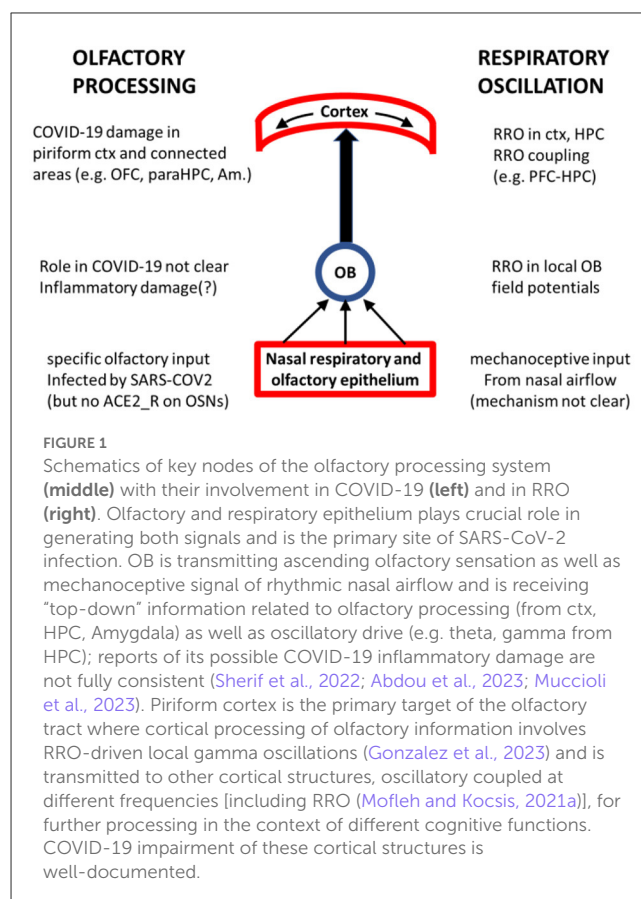 OLFACTORY
PROCESSING
RESPIRATORY
OSCILLATION
Cortex
COVID-19 damage in
piriform ctx and connected
areas (e.g. OFC, paraHPC, Am.)
RRO in ctx, HPC
RRO coupling
(e.g. PFC-HPC)
Role in COVID-19 not clear
Inflammatory damage(?)
OB
RRO in local OB
field potentials
specific olfactory input
Infected by SARS-COV2
(but no ACE2_R on OSNs)
Nasal respiratory and
olfactory epithelium
mechanoceptive input
From nasal airflow
(mechanism not clear)
FIGURE 1
Schematics of key nodes of the olfactory processing system
(middle) with their involvement in COVID-19 (left) and in RRO
(right). Olfactory and respiratory epithelium plays crucial role in
generating both signals and is the primary site of SARS-CoV-2
infection. OB is transmitting ascending olfactory sensation as well as
mechanoceptive signal of rhythmic nasal airflow and is receiving
"top-down" information related to olfactory processing (from ctx,
HPC, Amygdala) as well as oscillatory drive (e.g. theta, gamma from
HPC); reports of its possible COVID-19 inflammatory damage are
not fully consistent (Sherif et al., 2022; Abdou et al., 2023; Muccioli
et al., 2023). Piriform cortex is the primary target of the olfactory
tract where cortical processing of olfactory information involves
RRO-driven local gamma oscillations (Gonzalez et al., 2023) and is
transmitted to other cortical structures, oscillatory coupled at
different frequencies [including RRO (Mofleh and Kocsis, 2021a)], for
further processing in the context of different cognitive functions.
COVID-19 impairment of these cortical structures is
well-documented.